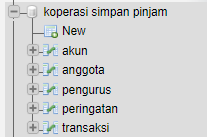 koperasi simpan pinjam
New
akun
anggota
pengurus
peringatan
transaksi